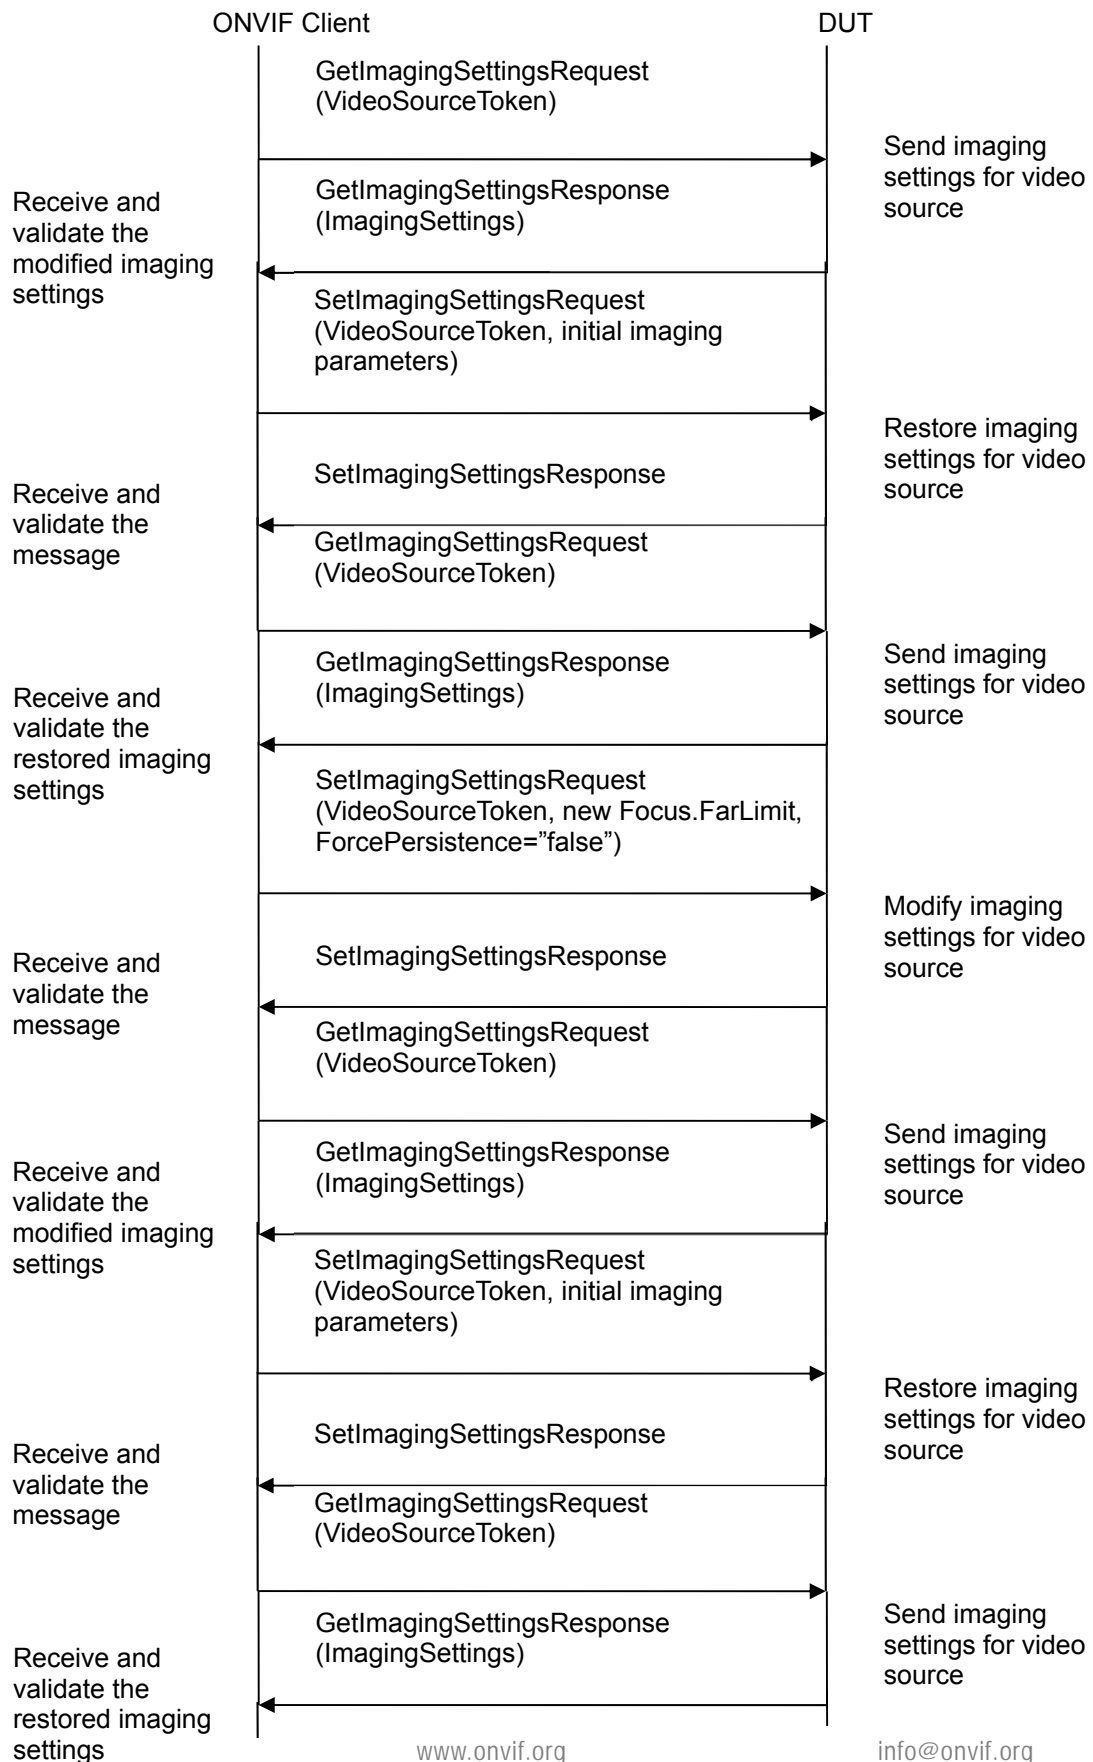 ONVIF Client
DUT
GetImagingSettingsRequest
(VideoSourceToken)
Send imaging
settings for video
source
GetImagingSettingsResponse
(ImagingSettings)
Receive and
validate the
modified imaging
settings
SetImagingSettingsRequest
(VideoSourceToken, initial imaging
parameters)
Restore imaging
settings for video
source
SetImagingSettingsResponse
Receive and
validate the
message
GetImagingSettingsRequest
(VideoSourceToken)
Send imaging
settings for video
source
GetImagingSettingsResponse
(ImagingSettings)
Receive and
validate the
restored imaging
settings
SetImagingSettingsRequest
(VideoSourceToken, new Focus.FarLimit,
ForcePersistence=”false”)
Modify imaging
settings for video
source
SetImagingSettingsResponse
Receive and
validate the
message
GetImagingSettingsRequest
(VideoSourceToken)
Send imaging
settings for video
source
GetImagingSettingsResponse
(ImagingSettings)
Receive and
validate the
modified imaging
settings
SetImagingSettingsRequest
(VideoSourceToken, initial imaging
parameters)
Restore imaging
settings for video
source
SetImagingSettingsResponse
Receive and
validate the
message
GetImagingSettingsRequest
(VideoSourceToken)
Send imaging
settings for video
source
GetImagingSettingsResponse
(ImagingSettings)
Receive and
validate the
restored imaging
settings
www.onvif.org
info@onvif.org